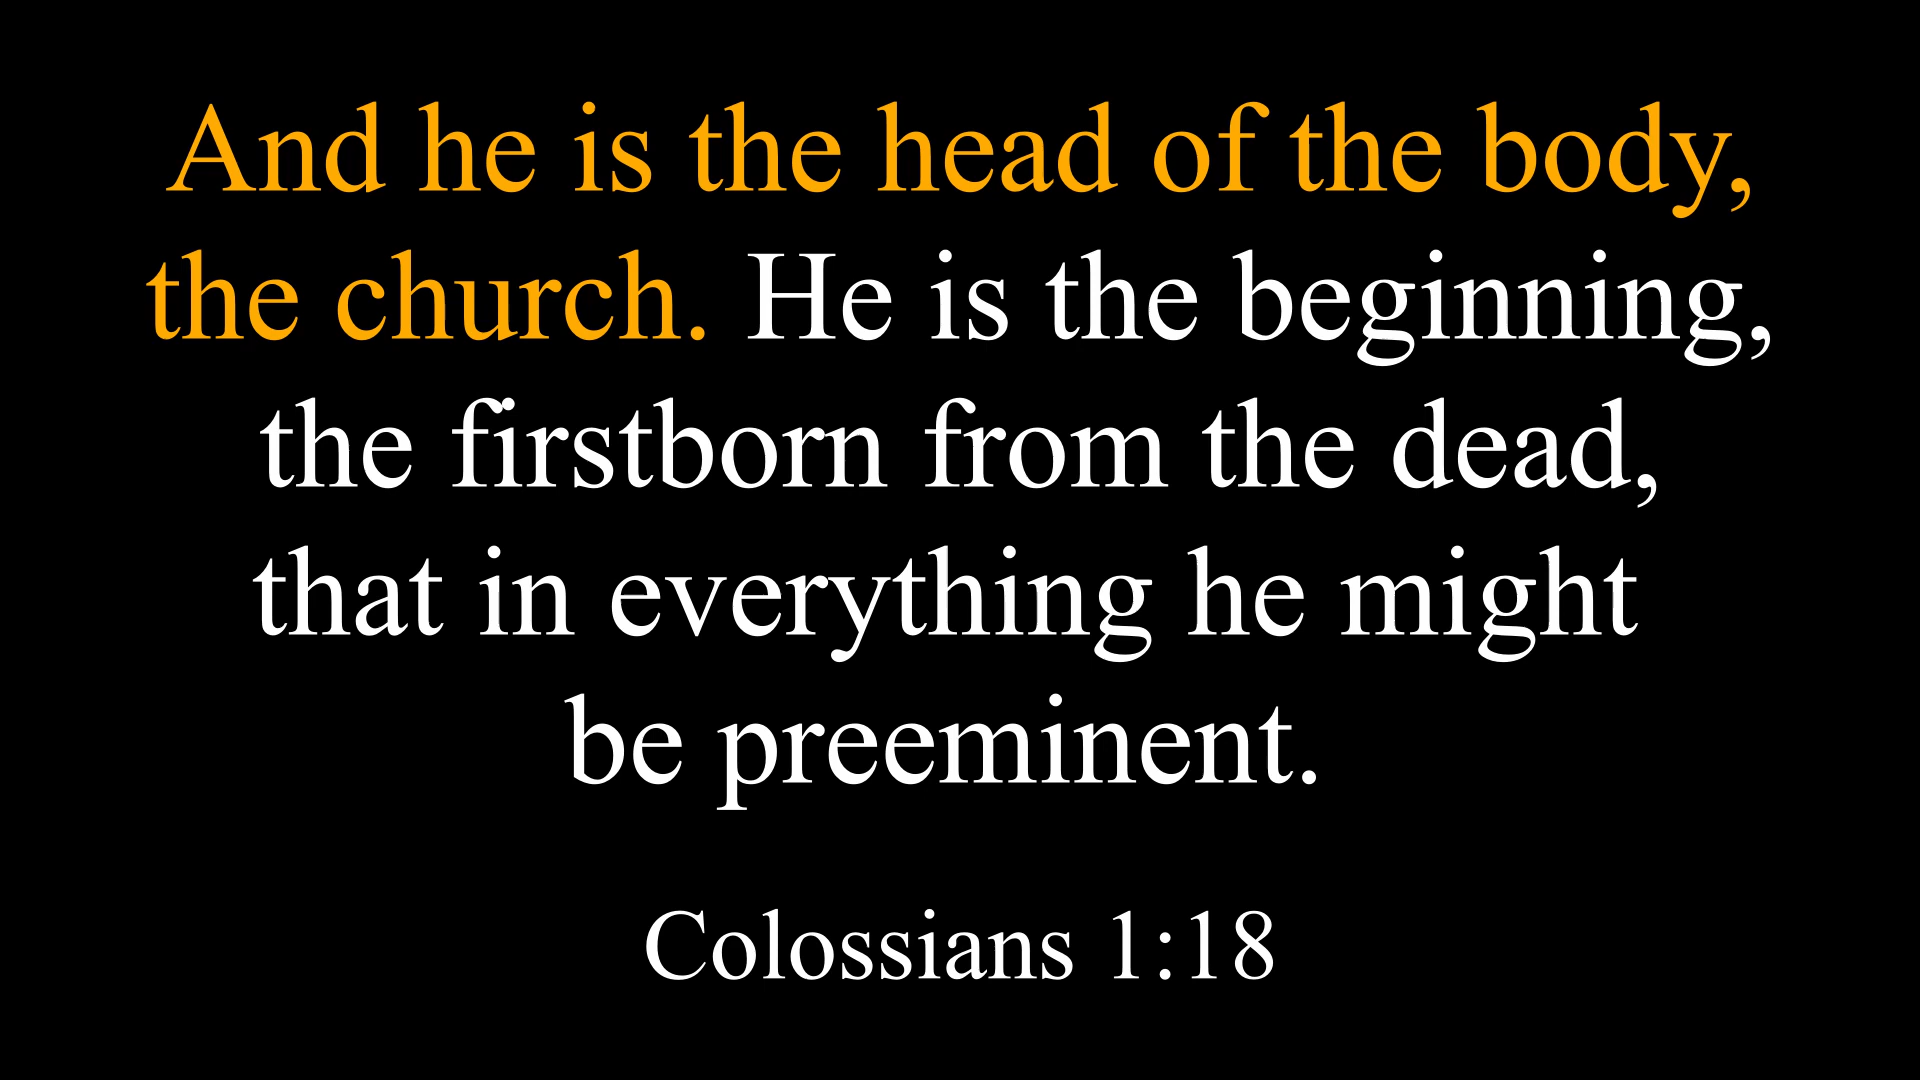 And he is the head of the body,
the church. He is the beginning,
the firstborn from the dead,
that in everything he might
be preeminent.
Colossians 1:18